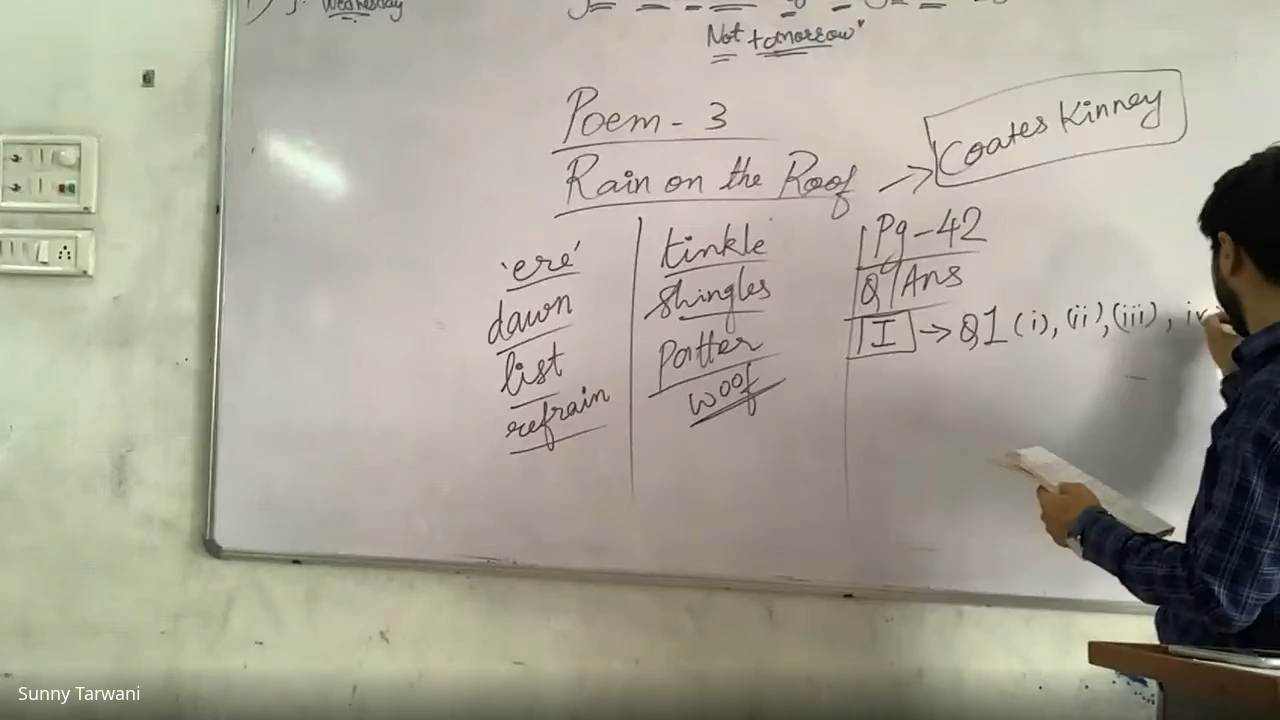 Wednesday
Not tomorrow"
Poem - 3
Rain on the Roof → Coates Kinney
'ere'
dawn
list
refrain
tinkle
shingles
Patter
woof
Pg - 42
Q/Ans
I → Q1 (i), (ii), (iii), iv
Sunny Tarwani